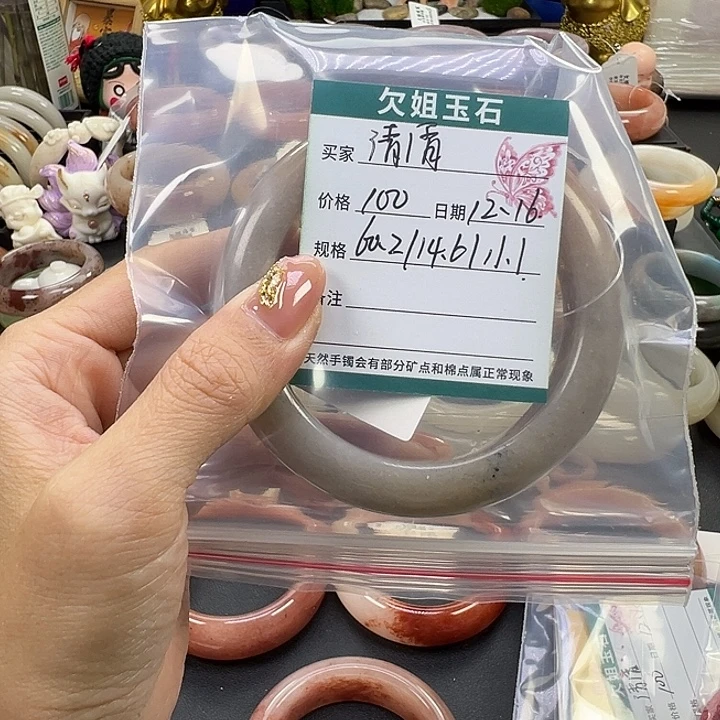 欠姐玉石
买家 清清
价格 100 日期 12-16
规格 60.2/14.6/11.1
备注
天然手镯会有部分矿点和棉点属正常现象